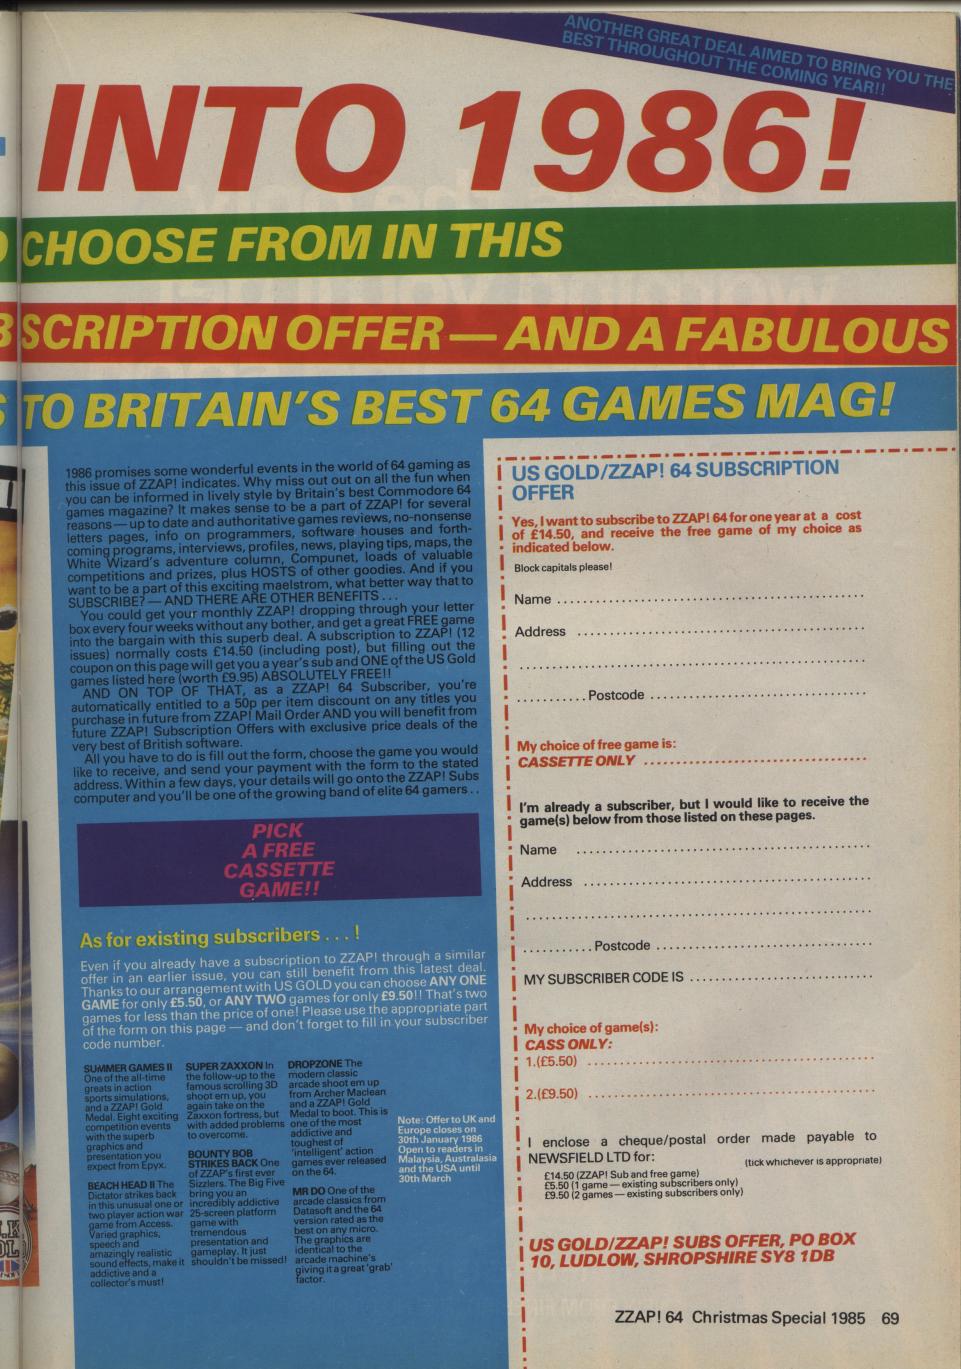 ANOTHER GREAT DEAL AIMED TO BRING YOU THE
BEST THROUGHOUT THE COMING YEAR!!
INTO 1986!
CHOOSE FROM IN THIS
BSCRIPTION OFFER — AND A FABULOUS
S TO BRITAIN'S BEST 64 GAMES MAG!
1986 promises some wonderful events in the world of 64 gaming as
this issue of ZZAP! indicates. Why miss out out on all the fun when
you can be informed in lively style by Britain's best Commodore 64
games magazine? It makes sense to be a part of ZZAP! for several
reasons — up to date and authoritative games reviews, no-nonsense
letters pages, info on programmers, software houses and forth-
coming programs, interviews, profiles, news, playing tips, maps, the
White Wizard's adventure column, Compunet, loads of valuable
competitions and prizes, plus HOSTS of other goodies. And if you
want to be a part of this exciting maelstrom, what better way that to
SUBSCRIBE? — AND THERE ARE OTHER BENEFITS . . .
You could get your monthly ZZAP! dropping through your letter
box every four weeks without any bother, and get a great FREE game
into the bargain with this superb deal. A subscription to ZZAP! (12
issues) normally costs £14.50 (including post), but filling out the
coupon on this page will get you a year's sub and ONE of the US Gold
games listed here (worth £9.95) ABSOLUTELY FREE!!
AND ON TOP OF THAT, as a ZZAP! 64 Subscriber, you're
automatically entitled to a 50p per item discount on any titles you
purchase in future from ZZAP! Mail Order AND you will benefit from
future ZZAP! Subscription Offers with exclusive price deals of the
very best of British software.
All you have to do is fill out the form, choose the game you would
like to receive, and send your payment with the form to the stated
address. Within a few days, your details will go onto the ZZAP! Subs
computer and you'll be one of the growing band of elite 64 gamers . .
PICK
A FREE
CASSETTE
GAME!!
As for existing subscribers . . . !
Even if you already have a subscription to ZZAP! through a similar
offer in an earlier issue, you can still benefit from this latest deal.
Thanks to our arrangement with US GOLD you can choose ANY ONE
GAME for only £5.50, or ANY TWO games for only £9.50!! That's two
games for less than the price of one! Please use the appropriate part
of the form on this page — and don't forget to fill in your subscriber
code number.
SUMMER GAMES II
One of the all-time
greats in action
sports simulations,
and a ZZAP! Gold
Medal. Eight exciting
competition events
with the superb
graphics and
presentation you
expect from Epyx.
BEACH HEAD II The
Dictator strikes back
in this unusual one or
two player action war
game from Access.
Varied graphics,
speech and
amazingly realistic
sound effects, make it
addictive and a
collector's must!
SUPER ZAXXON In
the follow-up to the
famous scrolling 3D
shoot em up, you
again take on the
Zaxxon fortress, but
with added problems
to overcome.
BOUNTY BOB
STRIKES BACK One
of ZZAP's first ever
Sizzlers. The Big Five
bring you an
incredibly addictive
25-screen platform
game with
tremendous
presentation and
gameplay. It just
shouldn't be missed!
DROPZONE The
modern classic
arcade shoot em up
from Archer Maclean
and a ZZAP! Gold
Medal to boot. This is
one of the most
addictive and
toughest of
'intelligent' action
games ever released
on the 64.
MR DO One of the
arcade classics from
Datasoft and the 64
version rated as the
best on any micro.
The graphics are
identical to the
arcade machine's
giving it a great 'grab'
factor.
Note: Offer to UK and
Europe closes on
30th January 1986
Open to readers in
Malaysia, Australasia
and the USA until
30th March
US GOLD/ZZAP! 64 SUBSCRIPTION
OFFER
Yes, I want to subscribe to ZZAP! 64 for one year at a cost
of £14.50, and receive the free game of my choice as
indicated below.
Block capitals please!
Name
Address
Postcode
My choice of free game is:
CASSETTE ONLY
I'm already a subscriber, but I would like to receive the
game(s) below from those listed on these pages.
Name
Address
Postcode
MY SUBSCRIBER CODE IS
My choice of game(s):
CASS ONLY:
1.(£5.50)
2.(£9.50)
I enclose a cheque/postal order made payable to
NEWSFIELD LTD for:
(tick whichever is appropriate)
£14.50 (ZZAP! Sub and free game)
£5.50 (1 game — existing subscribers only)
£9.50 (2 games — existing subscribers only)
US GOLD/ZZAP! SUBS OFFER, PO BOX
10, LUDLOW, SHROPSHIRE SY8 1DB
ZZAP! 64 Christmas Special 1985 69